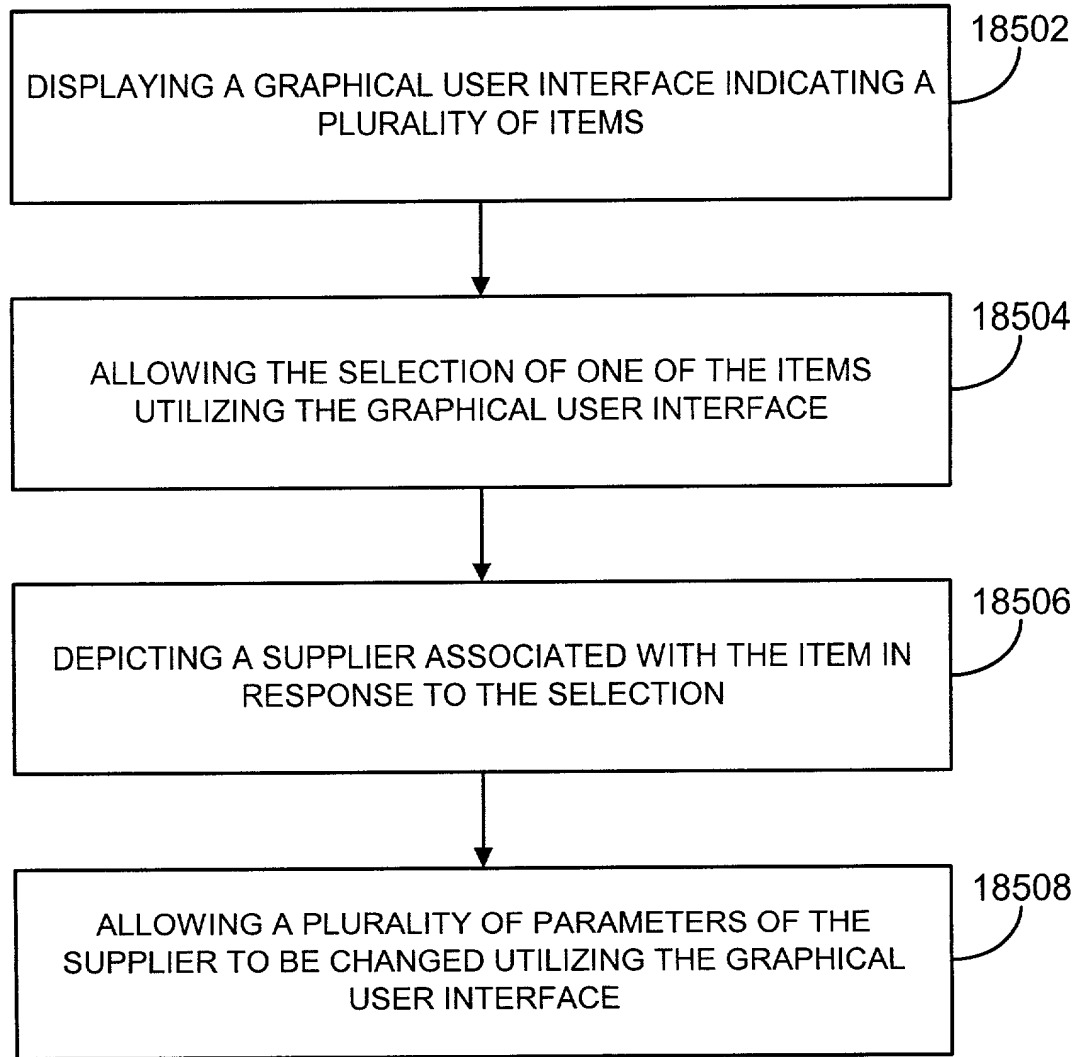 18502
DISPLAYING A GRAPHICAL USER INTERFACE INDICATING A
PLURALITY OF ITEMS
18504
ALLOWING THE SELECTION OF ONE OF THE ITEMS
UTILIZING THE GRAPHICAL USER INTERFACE
18506
DEPICTING A SUPPLIER ASSOCIATED WITH THE ITEM IN
RESPONSE TO THE SELECTION
18508
ALLOWING A PLURALITY OF PARAMETERS OF THE
SUPPLIER TO BE CHANGED UTILIZING THE GRAPHICAL
USER INTERFACE